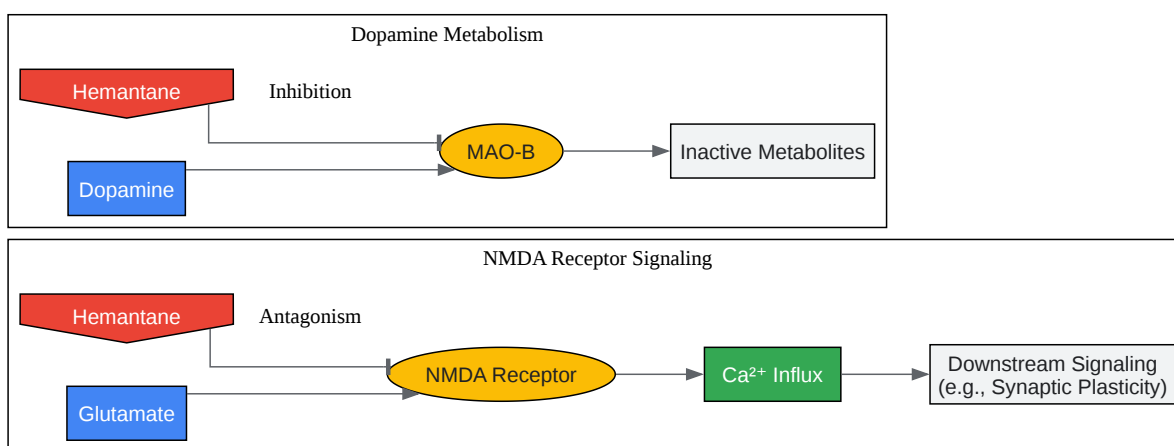 Dopamine Metabolism
Hemantane
Inhibition
MAO-B
Inactive Metabolites
Dopamine
NMDA Receptor Signaling
Hemantane
Antagonism
NMDA Receptor
Ca²⁺ Influx
Downstream Signaling
(e.g., Synaptic Plasticity)
Glutamate